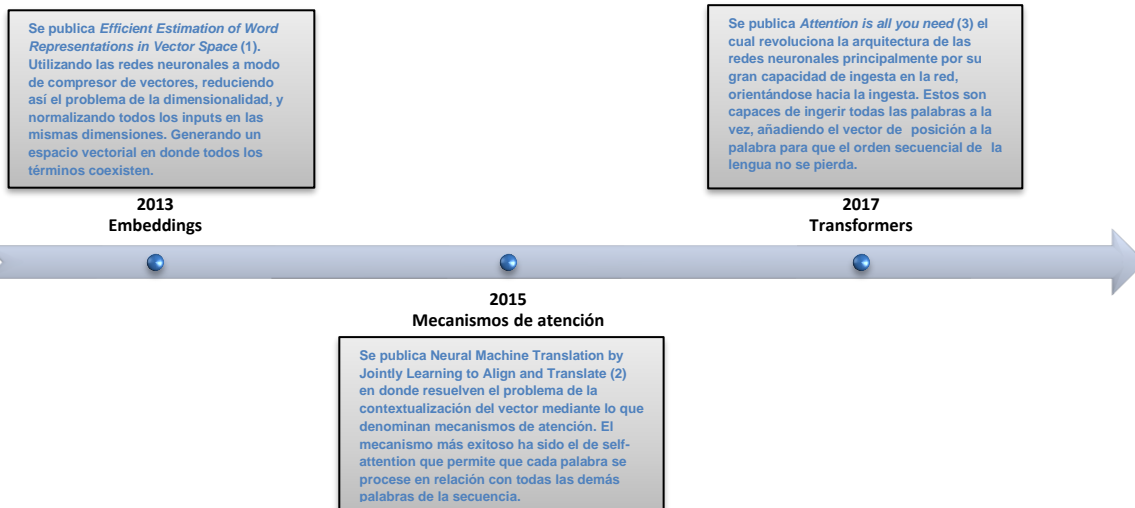 Se publica Efficient Estimation of Word
Representations in Vector Space (1).
Utilizando las redes neuronales a modo
de compresor de vectores, reduciendo
así el problema de la dimensionalidad, y
normalizando todos los inputs en las
mismas dimensiones. Generando un
espacio vectorial en donde todos los
términos coexisten.
2013
Embeddings
Se publica Attention is all you need (3) el
cual revoluciona la arquitectura de las
redes neuronales principalmente por su
gran capacidad de ingesta en la red,
orientándose hacia la ingesta. Estos son
capaces de ingerir todas las palabras a la
vez, añadiendo el vector de posición a la
palabra para que el orden secuencial de la
lengua no se pierda.
2017
Transformers
2015
Mecanismos de atención
Se publica Neural Machine Translation by
Jointly Learning to Align and Translate (2)
en donde resuelven el problema de la
contextualización del vector mediante lo que
denominan mecanismos de atención. El
mecanismo más exitoso ha sido el de self-
attention que permite que cada palabra se
procese en relación con todas las demás
palabras de la secuencia.